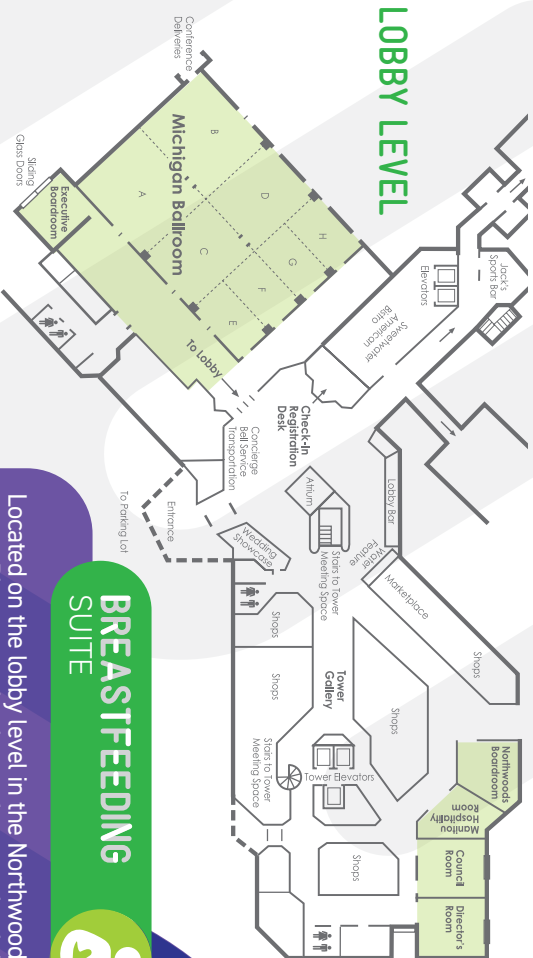 LOBBY LEVEL
Conference
Deliveries
Michigan Ballroom
B
A
D
C
H
G
F
E
Sliding
Glass Doors
Executive
Boardroom
To Lobby
Jack's
Sports Bar
Elevators
Sweetwater
American
Bistro
Check-In
Registration
Desk
Concierge
Bell Service
Transportation
Entrance
To Parking Lot
Atrium
Lobby Bar
Water
Feature
Wedding
Showcase
Stairs to Tower
Meeting Space
Marketplace
Shops
Shops
Shops
Tower
Gallery
Shops
Stairs to Tower
Meeting Space
Tower Elevators
Shops
Northwoods
Boardroom
Manitou
Hospitality
Room
Council
Room
Director's
Room
BREASTFEEDING
SUITE
Located on the lobby level in the Northwood